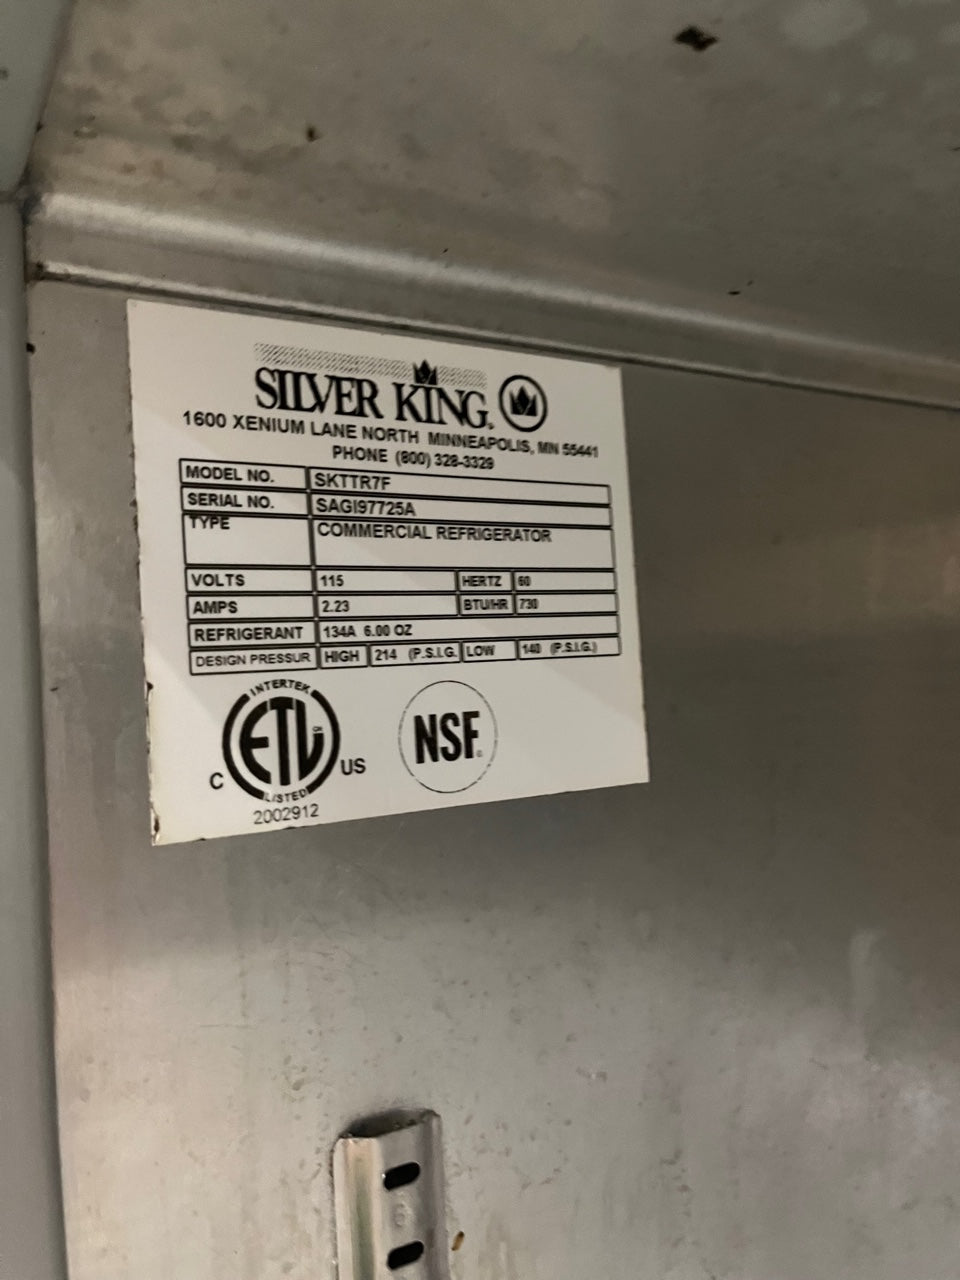 SILVER KING
1600 XENIUM LANE NORTH MINNEAPOLIS, MN 55441
PHONE (800) 328-3329
MODEL NO. SKTTR7F
SERIAL NO. SAGI97725A
TYPE COMMERCIAL REFRIGERATOR
VOLTS 115 HERTZ 60
AMPS 2.23 BTU/HR 730
REFRIGERANT 134A 6.00 OZ
DESIGN PRESSUR HIGH 214 (P.S.I.G. LOW 140 (P.S.I.G.)
INTERTEK
ETL
C US
LISTED
2002912
NSF
6